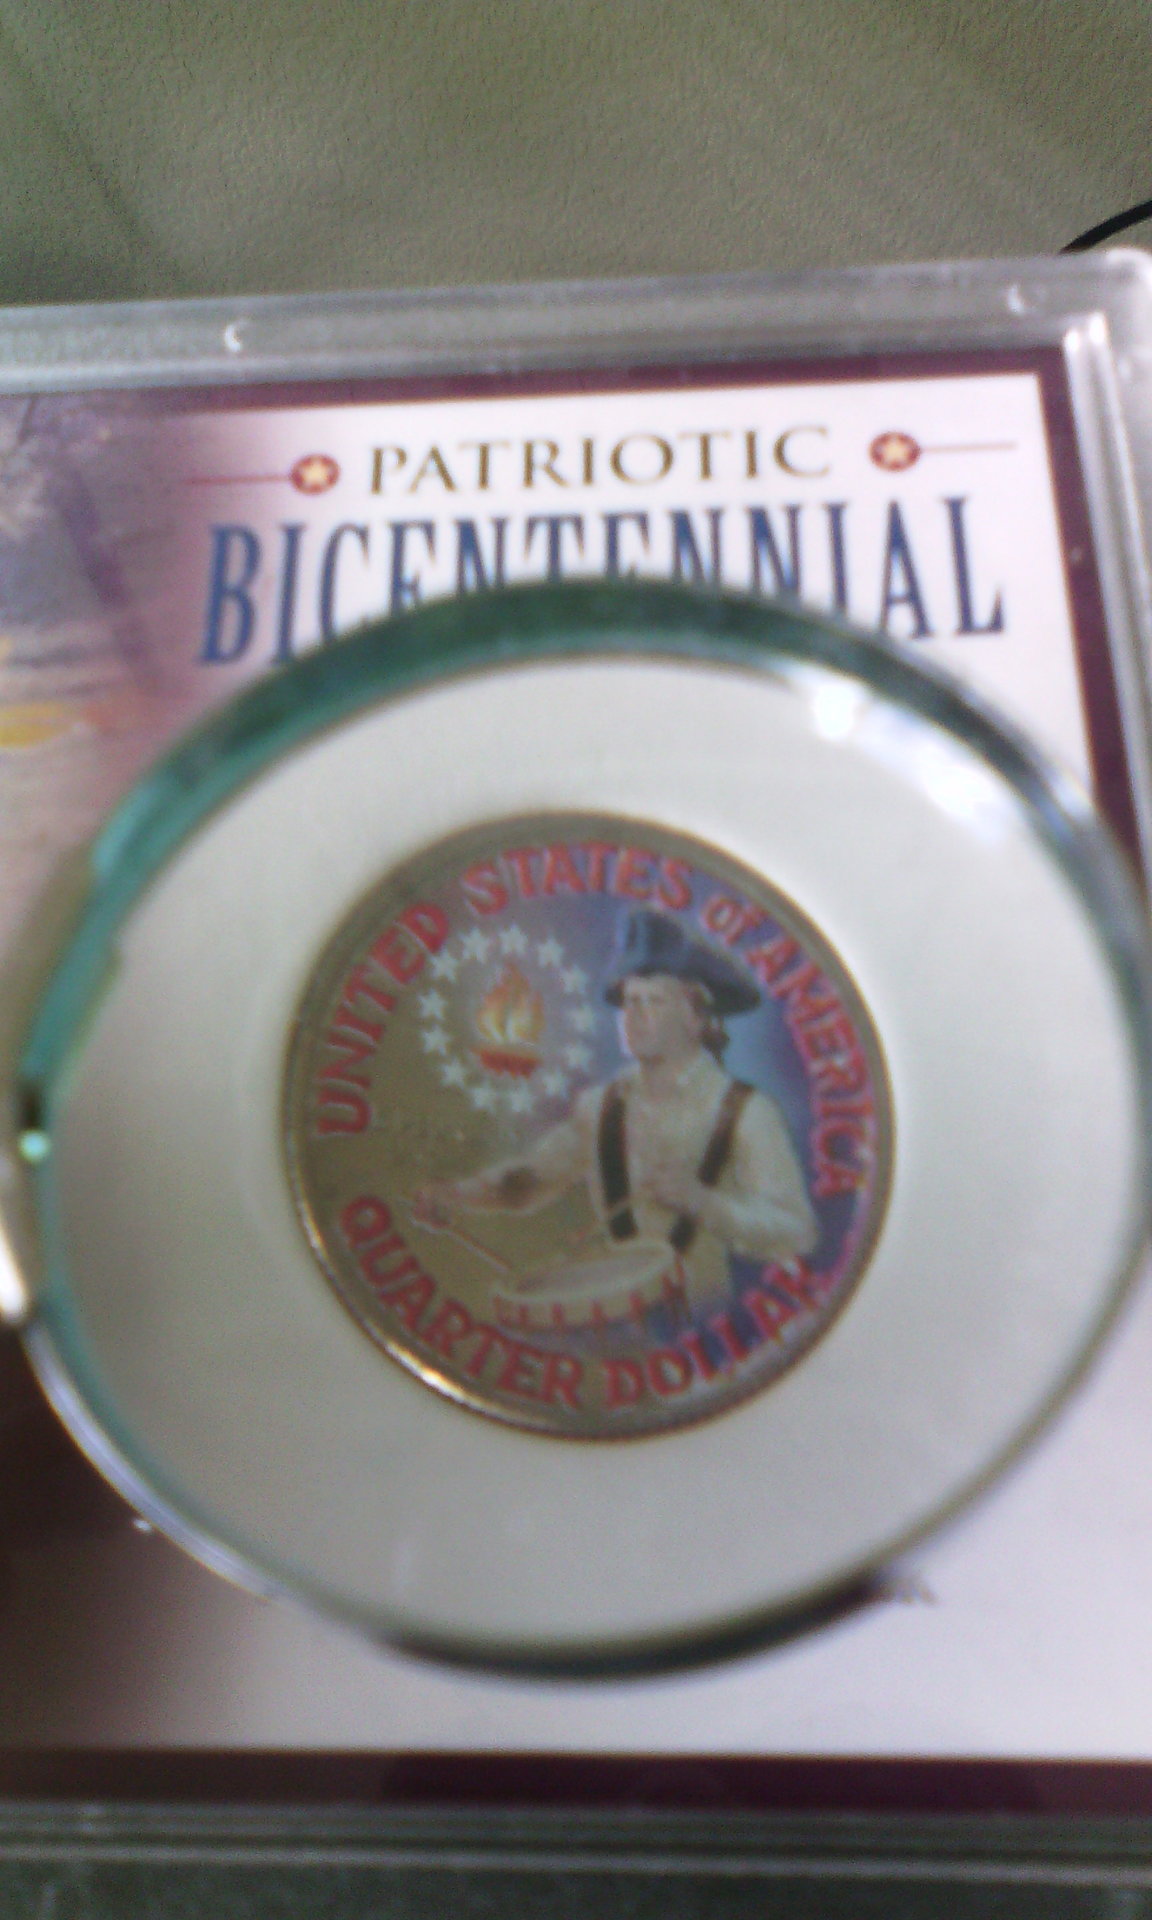 PATRIOTIC
BICENTENNIAL
UNITED STATES of AMERICA
QUARTER DOLLAR